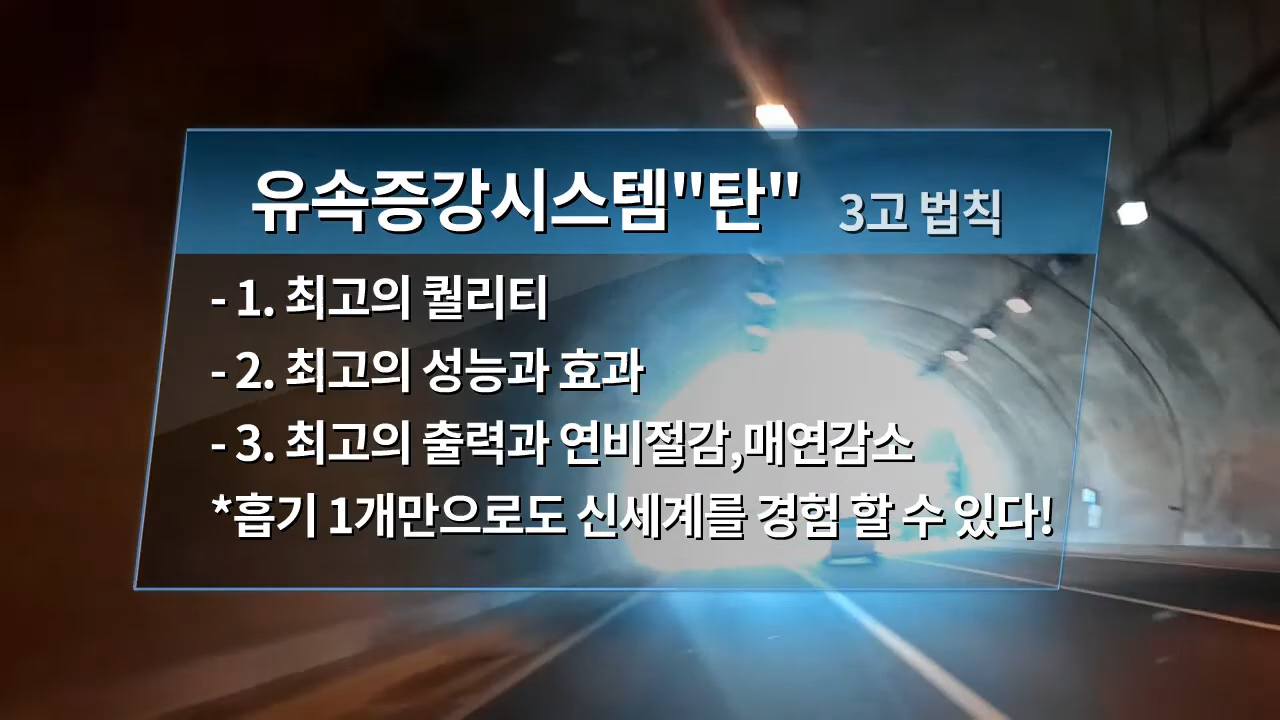 유속증강시스템"탄" 3고 법칙
- 1. 최고의 퀄리티
- 2. 최고의 성능과 효과
- 3. 최고의 출력과 연비절감,매연감소
*흡기 1개만으로도 신세계를 경험 할 수 있다!